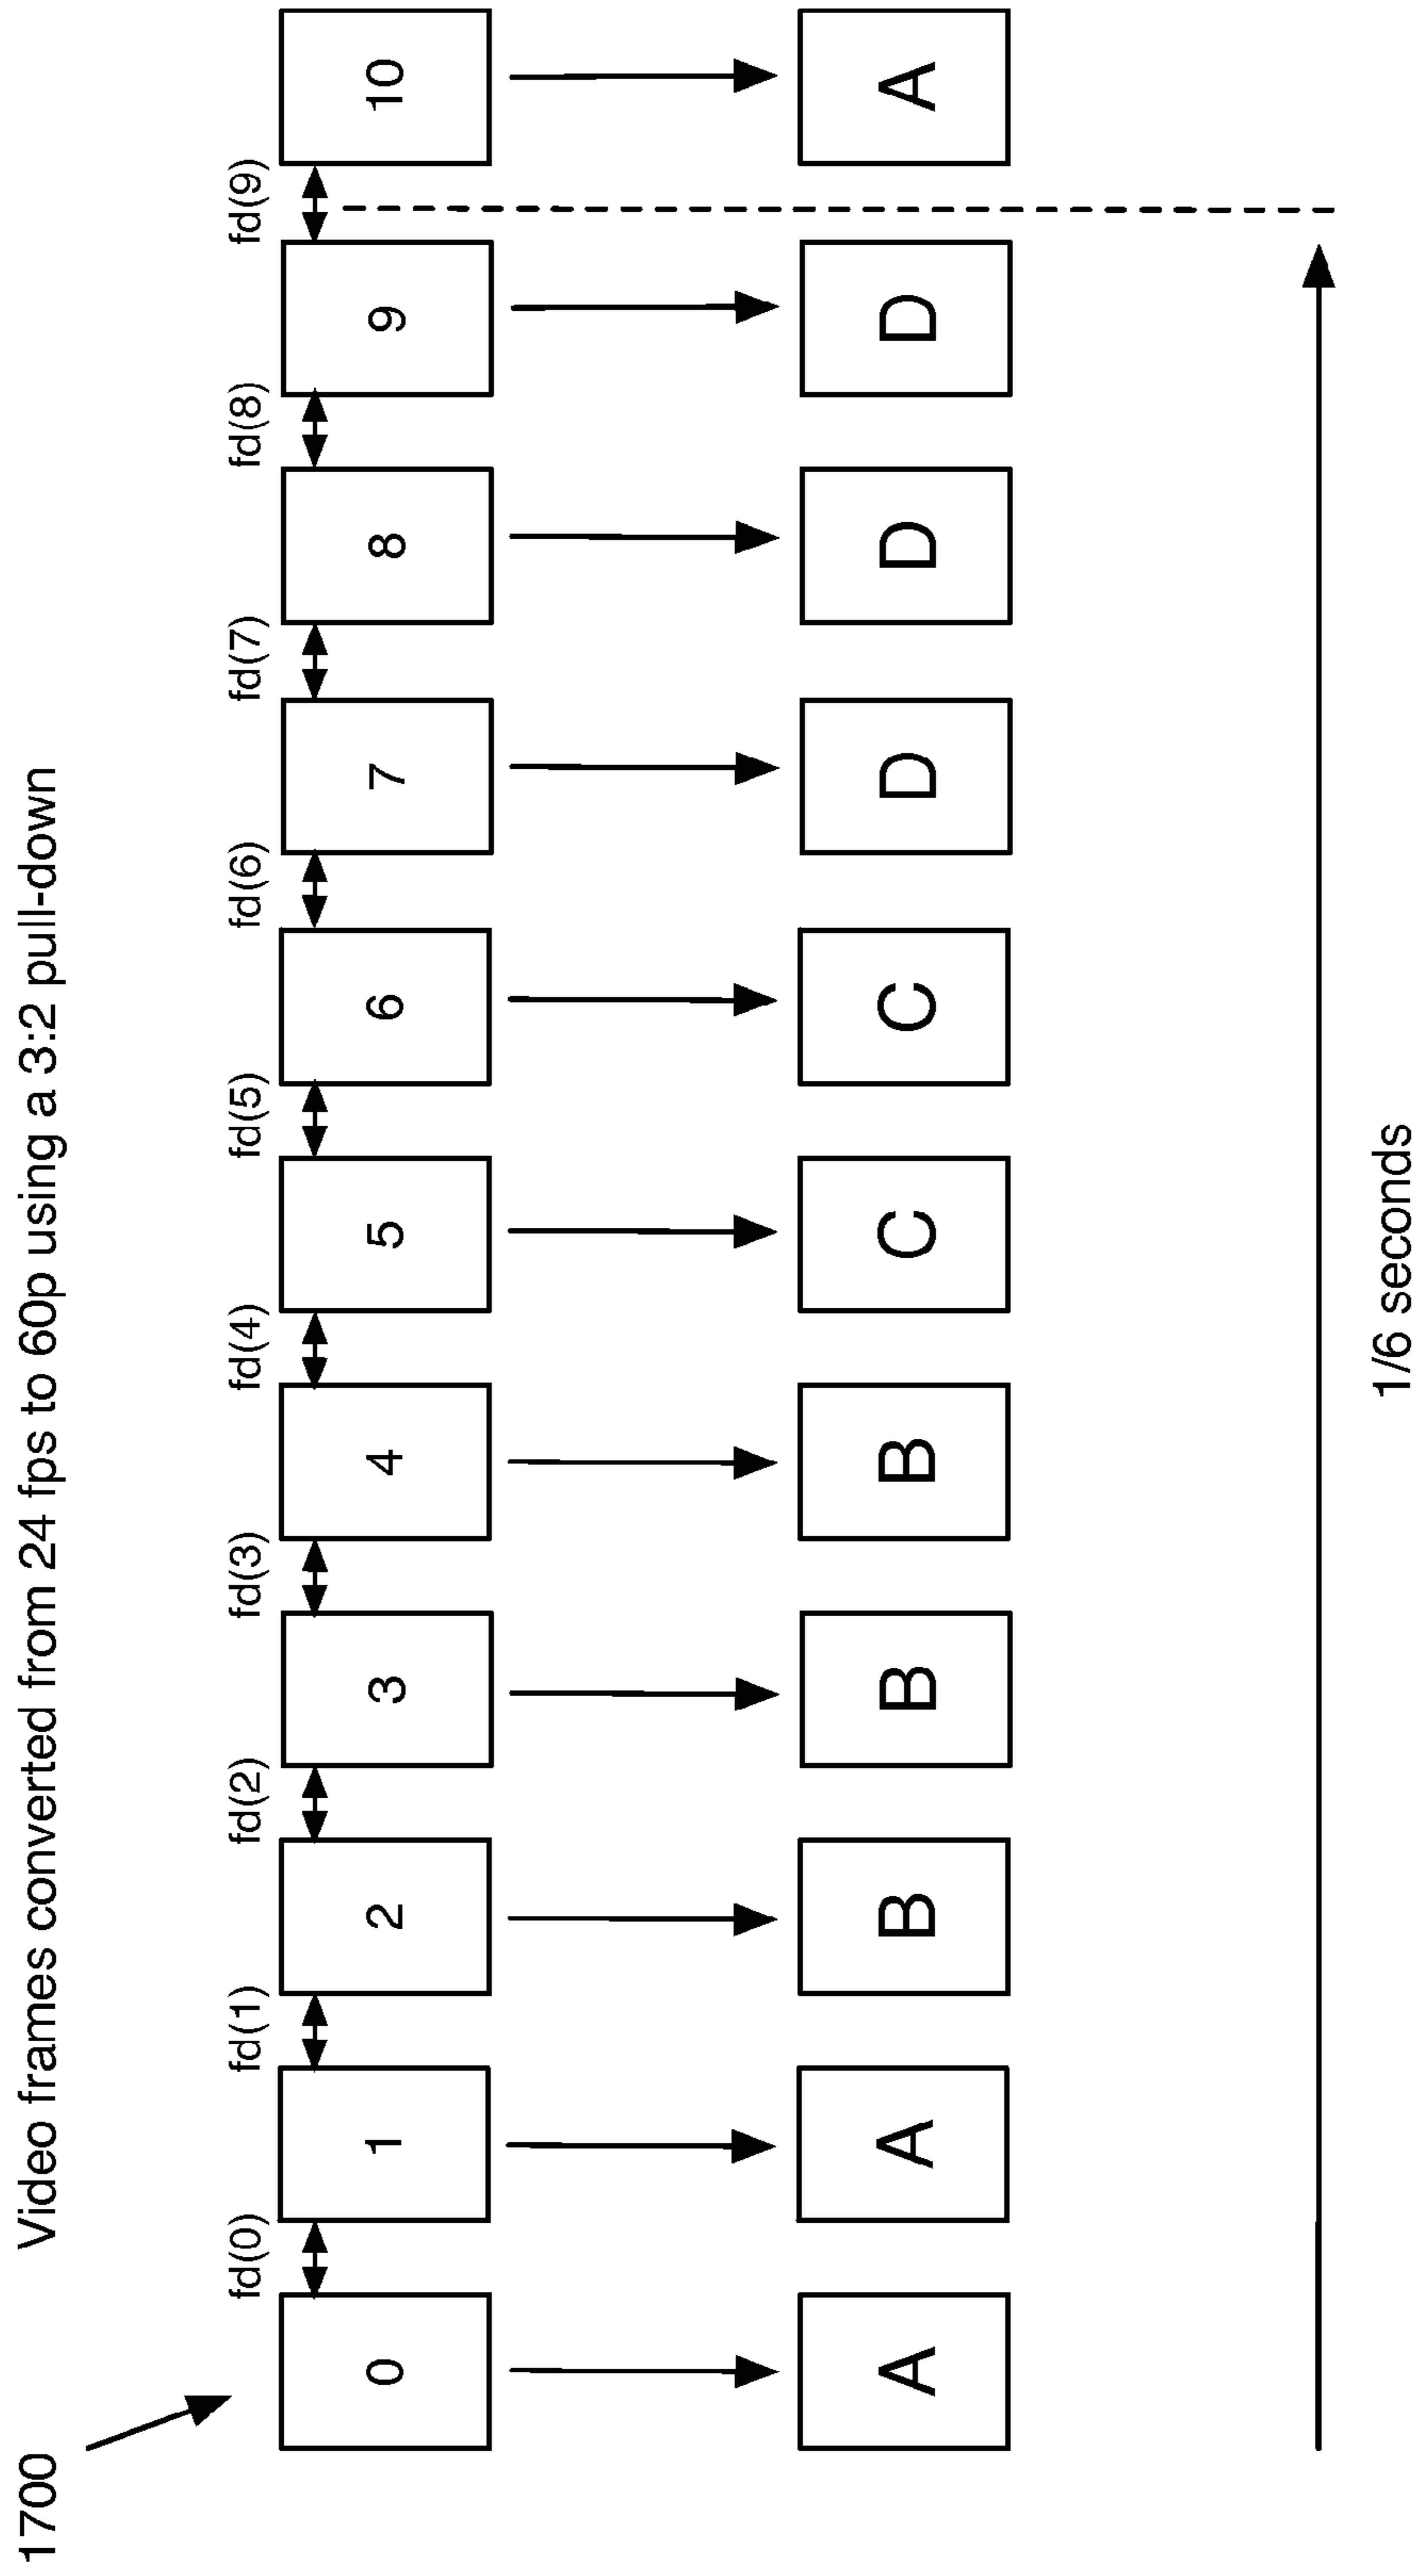 1700
Video frames converted from 24 fps to 60p using a 3:2 pull-down
fd(0) fd(1) fd(2) fd(3) fd(4) fd(5) fd(6) fd(7) fd(8) fd(9)
0 1 2 3 4 5 6 7 8 9 10
A A B B B C C D D D A
1/6 seconds